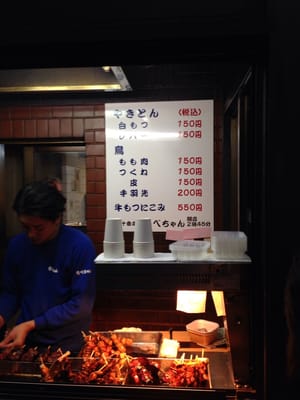 やきとん (税込)
白もつ 150円
レバー 150円
鳥
もも肉 150円
つくね 150円
皮 150円
手羽先 200円
牛もつにこみ 550円
べちゃん